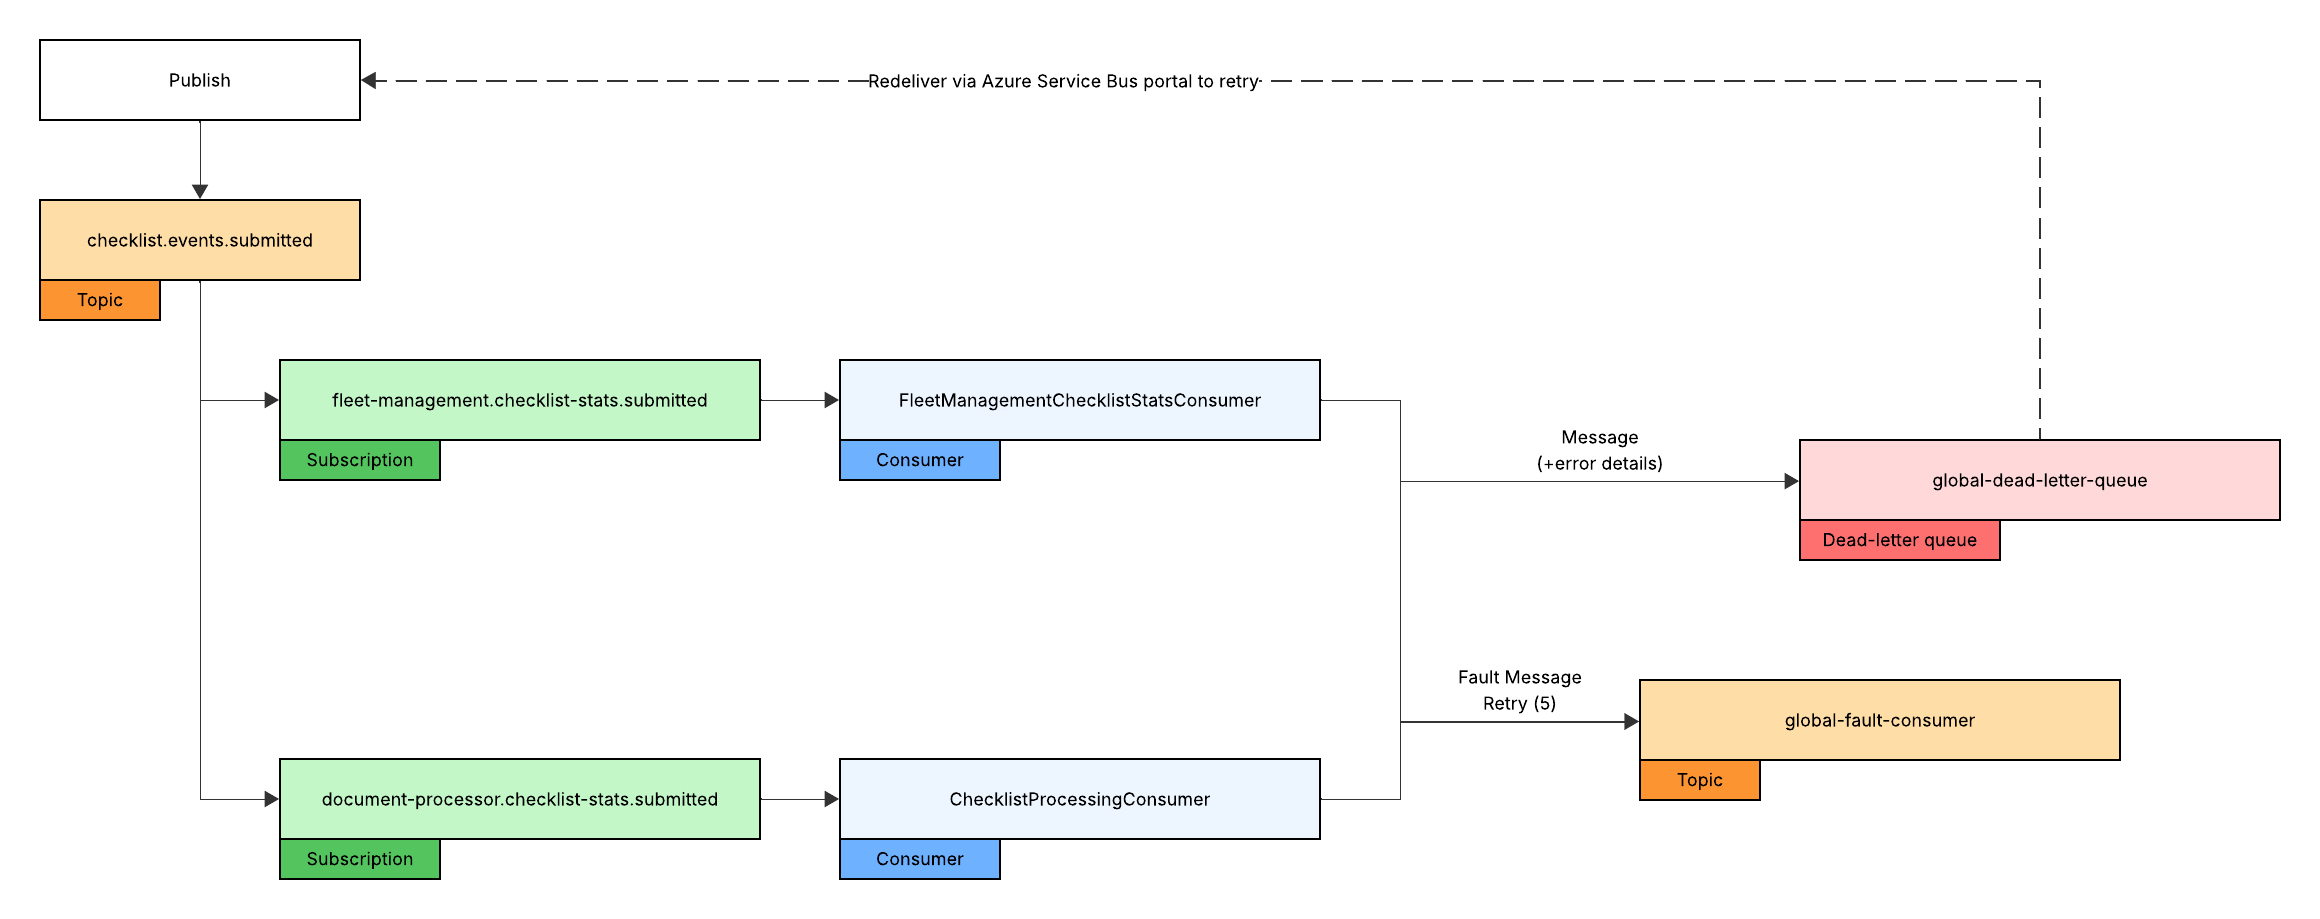 Publish
Redeliver via Azure Service Bus portal to retry
checklist.events.submitted
Topic
fleet-management.checklist-stats.submitted
Subscription
FleetManagementChecklistStatsConsumer
Consumer
Message
(+error details)
global-dead-letter-queue
Dead-letter queue
Fault Message
Retry (5)
global-fault-consumer
Topic
document-processor.checklist-stats.submitted
Subscription
ChecklistProcessingConsumer
Consumer